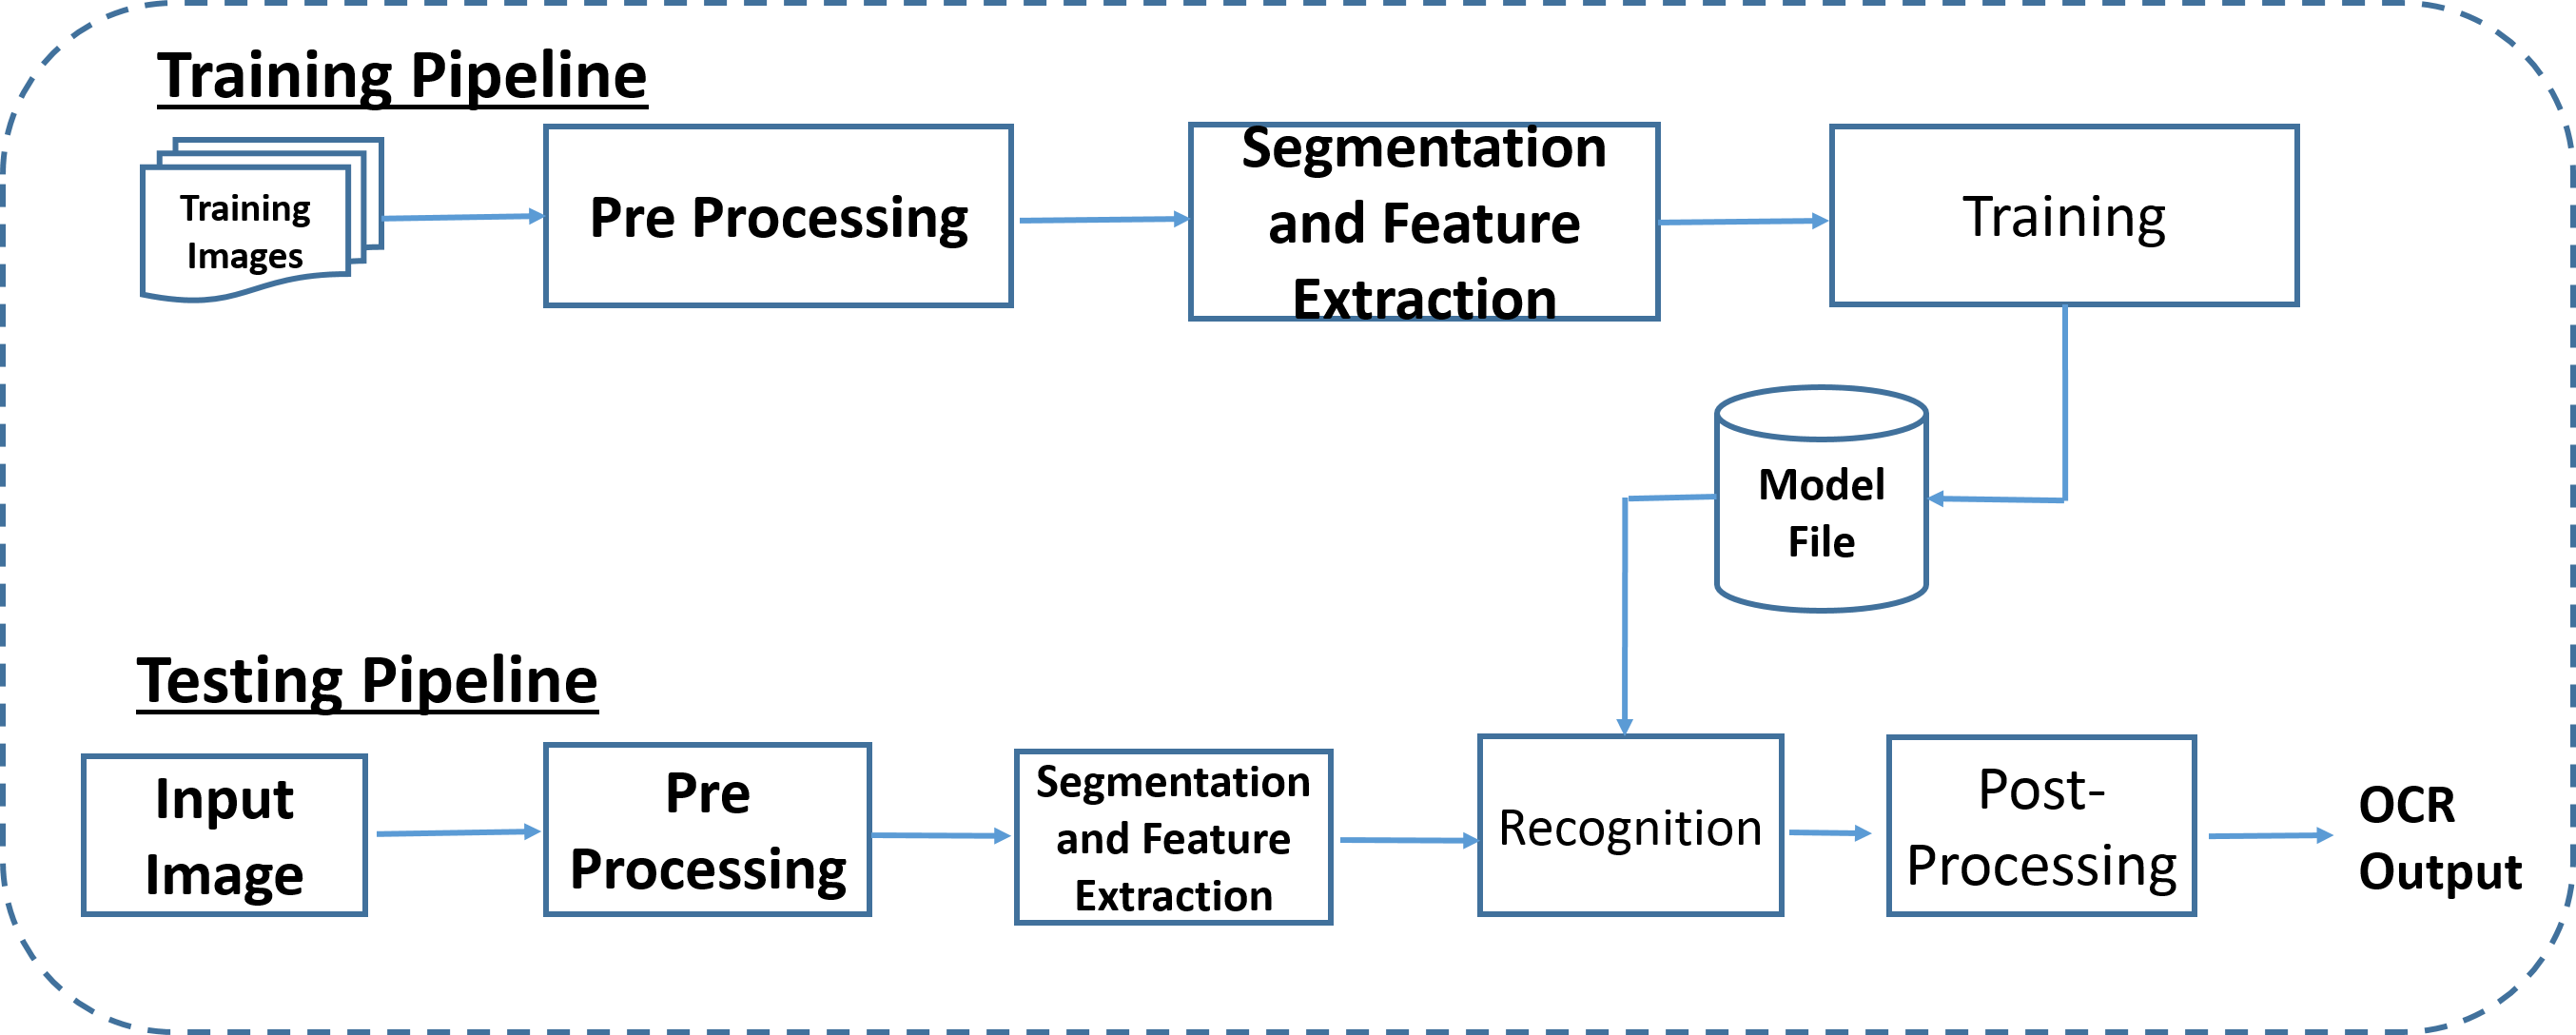 Training Pipeline
Training
Images
Pre Processing
Segmentation
and Feature
Extraction
Training
Model
File
Testing Pipeline
Input
Image
Pre
Processing
Segmentation
and Feature
Extraction
Recognition
Post-
Processing
OCR
Output